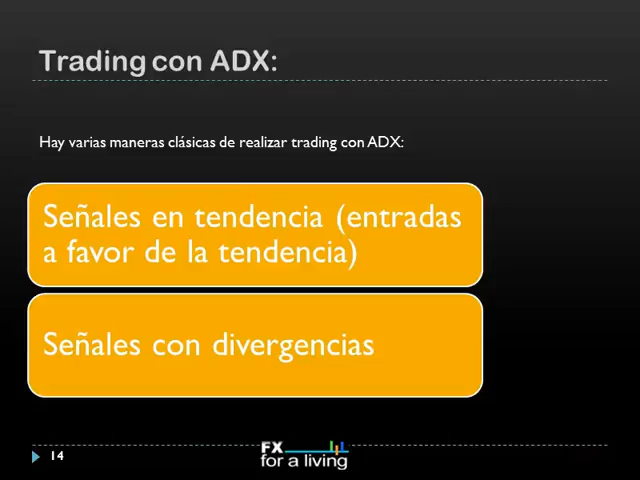 Trading con ADX:
Hay varias maneras clásicas de realizar trading con ADX:
Señales en tendencia (entradas
a favor de la tendencia)
Señales con divergencias
14
FX
for a living